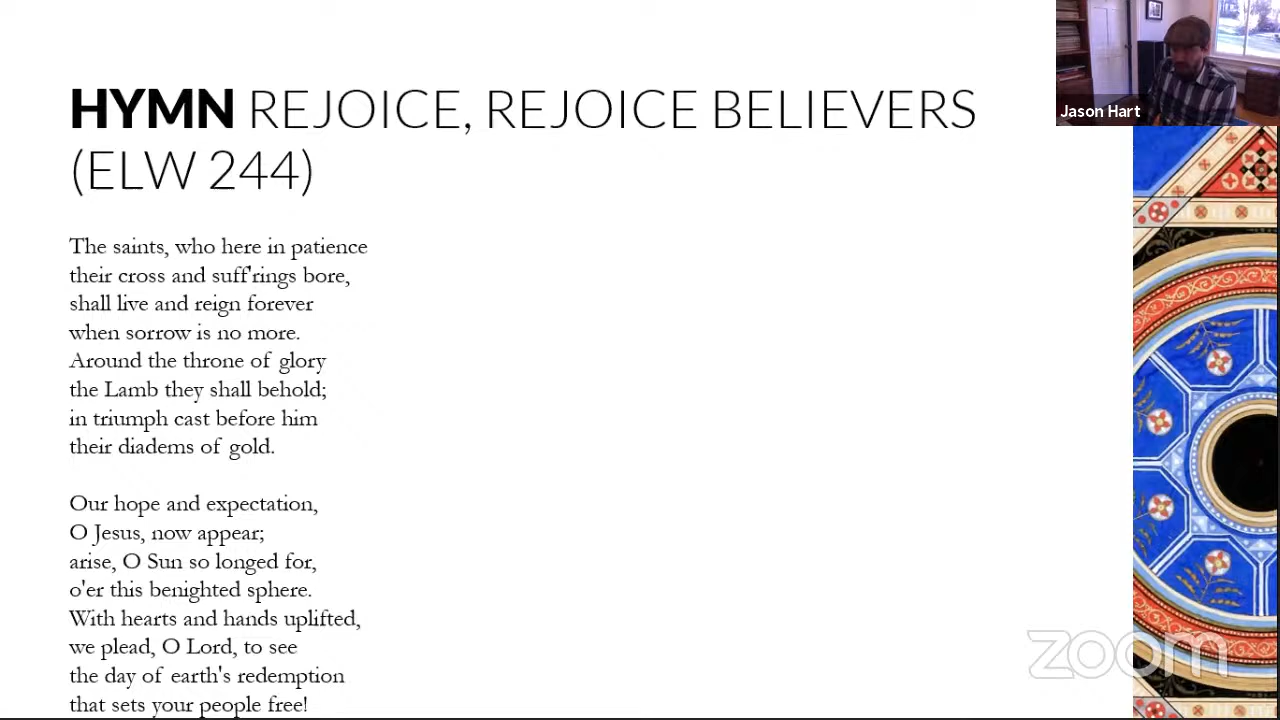 HYMN REJOICE, REJOICE BELIEVERS
(ELW 244)
The saints, who here in patience
their cross and suff'rings bore,
shall live and reign forever
when sorrow is no more.
Around the throne of glory
the Lamb they shall behold;
in triumph cast before him
their diadems of gold.
Our hope and expectation,
O Jesus, now appear;
arise, O Sun so longed for,
o'er this benighted sphere.
With hearts and hands uplifted,
we plead, O Lord, to see
the day of earth's redemption
that sets your people free!
Jason Hart
zoom